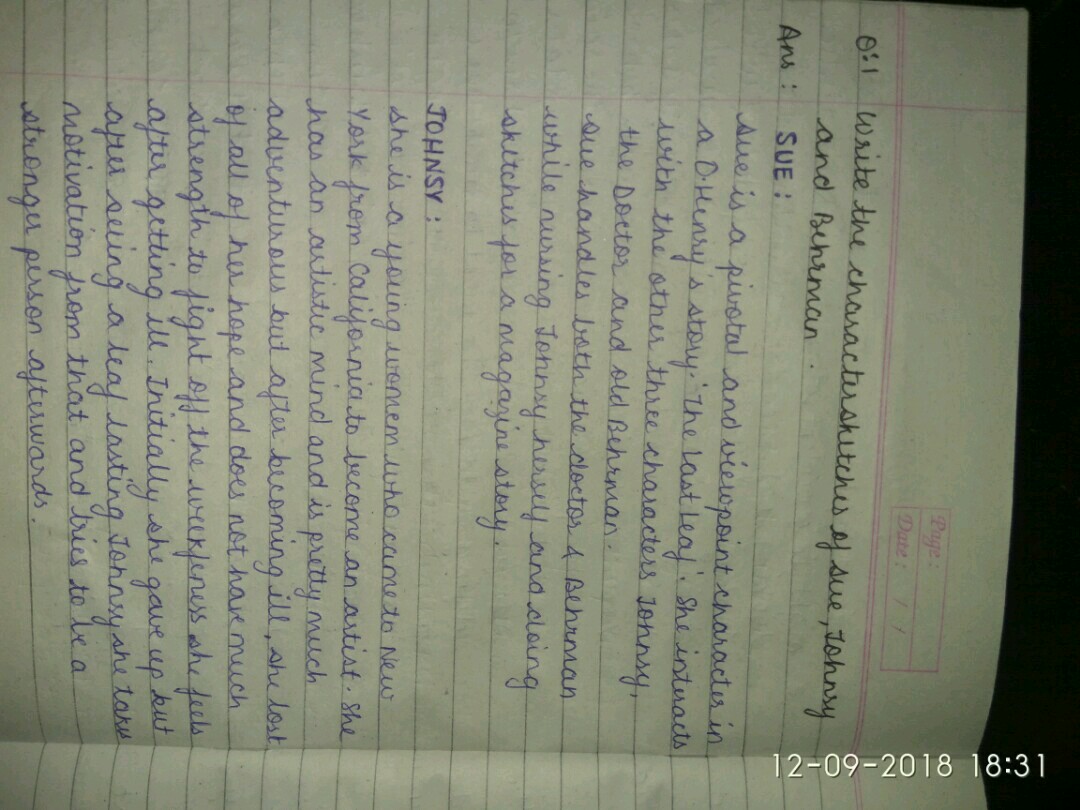 Page:
Date: / /
12-09-2018 18:31
Q:1 Write the charactersketches of Sue, Johnsy
and Behrman.
Ans: SUE:
Sue is a pivotal and viewpoint character in
a O.Henry's story. 'The Last Leaf'. She interacts
with the other three characters Johnsy,
the Doctor and old Behrman.
Sue handles both the doctor & Behrman
while nursing Johnsy herself and doing
sketches for a magazine story.
JOHNSY:
She is a young women who came to New
York from California to become an artist. She
has an artistic mind and is pretty much
adventurous but after becoming ill, she lost
of all of her hope and does not have much
strength to fight off the weekfeness she feels
after getting ill. Initially she gave up but
after seeing a leaf lasting Johnsy she takes
motivation from that and tries to be a
stronger person afterwards.